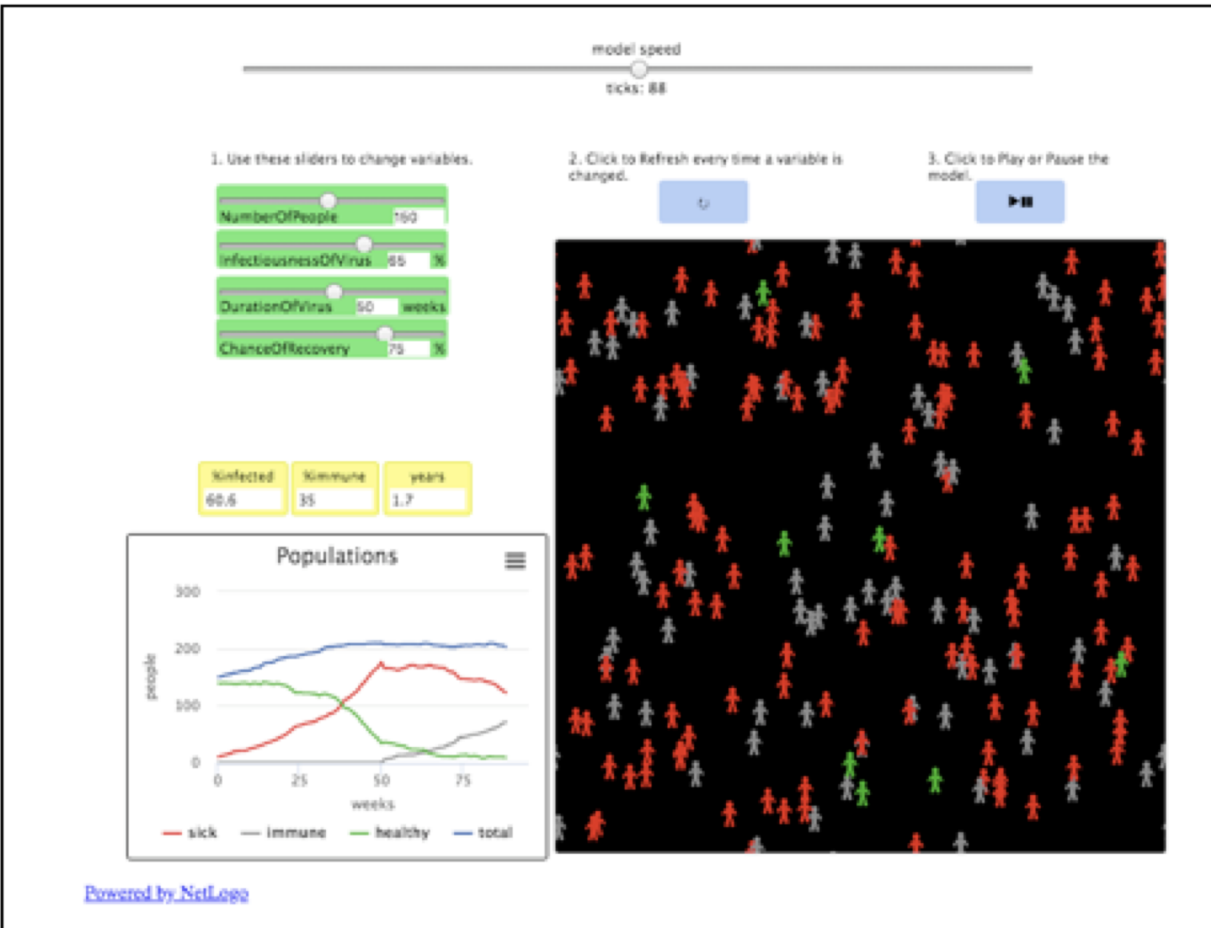 model speed
ticks: 88
1. Use these sliders to change variables.
2. Click to Refresh every time a variable is
changed.
3. Click to Play or Pause the
model.
NumberOfPeople 150
InfectiousnessOfVirus 65 %
DurationOfVirus 50 weeks
ChanceOfRecovery 75 %
%infected %immune years
60.6 35 1.7
Populations
300
200
100
0
people
0 25 50 75
weeks
sick immune healthy total
Powered by NetLogo